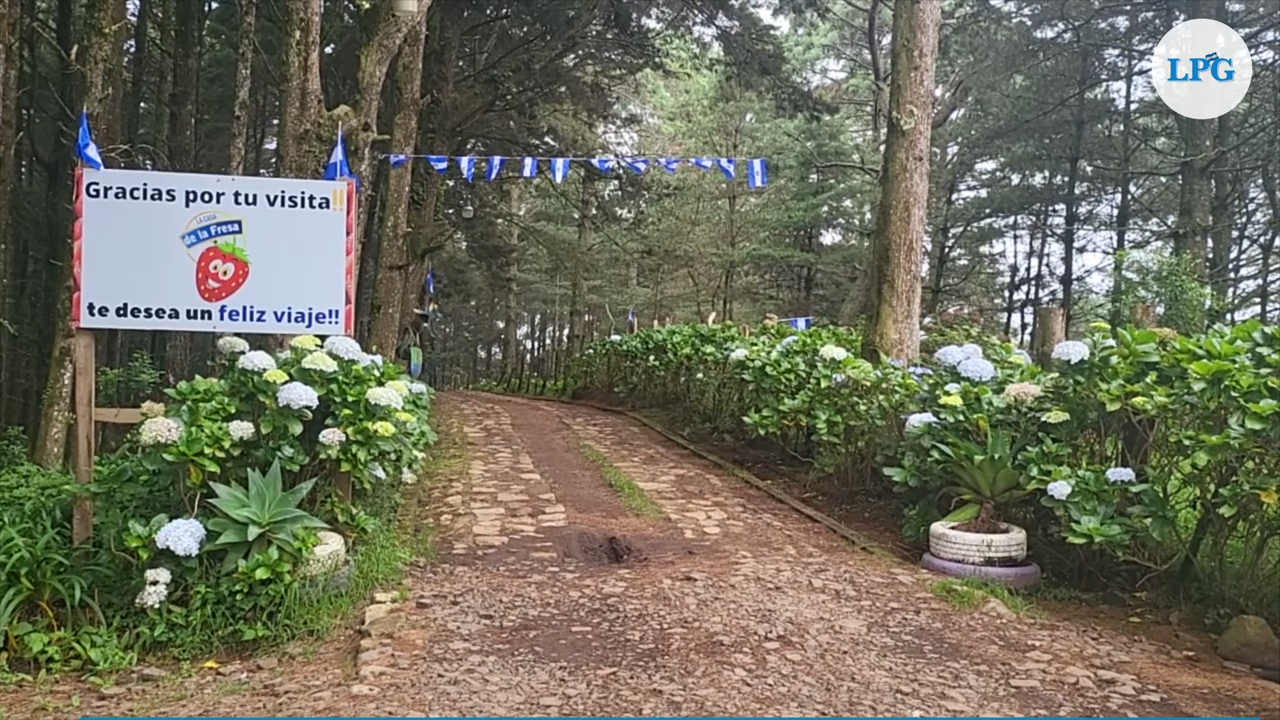 LPG
Gracias por tu visita!!
LA CASA
de la Fresa
te desea un feliz viaje!!